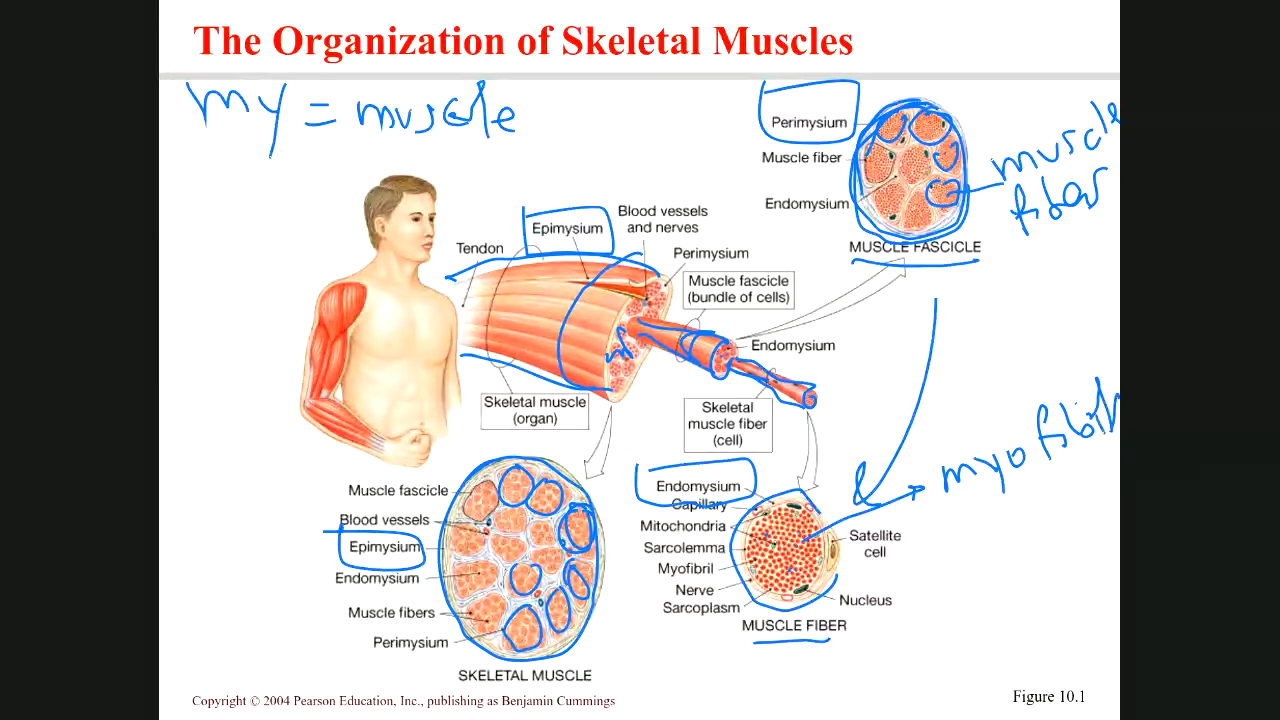 The Organization of Skeletal Muscles
my = muscle
Perimysium
Muscle fiber
Endomysium
muscle
fiber
MUSCLE FASCICLE
Blood vessels
and nerves
Epimysium
Tendon
Perimysium
Muscle fascicle
(bundle of cells)
Endomysium
Skeletal muscle
(organ)
Skeletal
muscle fiber
(cell)
Muscle fascicle
Blood vessels
Epimysium
Endomysium
Muscle fibers
Perimysium
SKELETAL MUSCLE
Endomysium
Capillary
Mitochondria
Sarcolemma
Myofibril
Nerve
Sarcoplasm
myofibril
Satellite
cell
Nucleus
MUSCLE FIBER
Copyright © 2004 Pearson Education, Inc., publishing as Benjamin Cummings
Figure 10.1